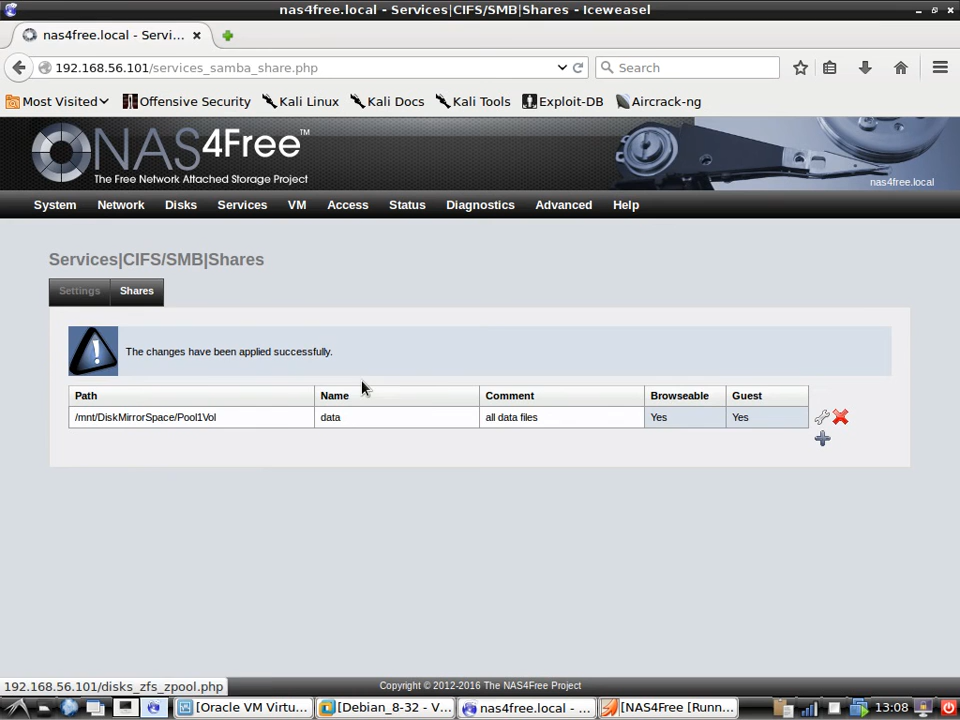 nas4free.local - Services|CIFS/SMB|Shares - Iceweasel
nas4free.local - Servi...
192.168.56.101/services_samba_share.php
Search
Most Visited
Offensive Security
Kali Linux
Kali Docs
Kali Tools
Exploit-DB
Aircrack-ng
NAS4Free™
The Free Network Attached Storage Project
nas4free.local
System Network Disks Services VM Access Status Diagnostics Advanced Help
Services|CIFS/SMB|Shares
Settings Shares
The changes have been applied successfully.
Path Name Comment Browseable Guest
/mnt/DiskMirrorSpace/Pool1Vol data all data files Yes Yes
192.168.56.101/disks_zfs_zpool.php
Copyright © 2012-2016 The NAS4Free Project
[Oracle VM Virtu...
[Debian_8-32 - V...
nas4free.local - ...
[NAS4Free [Runn...
13:08